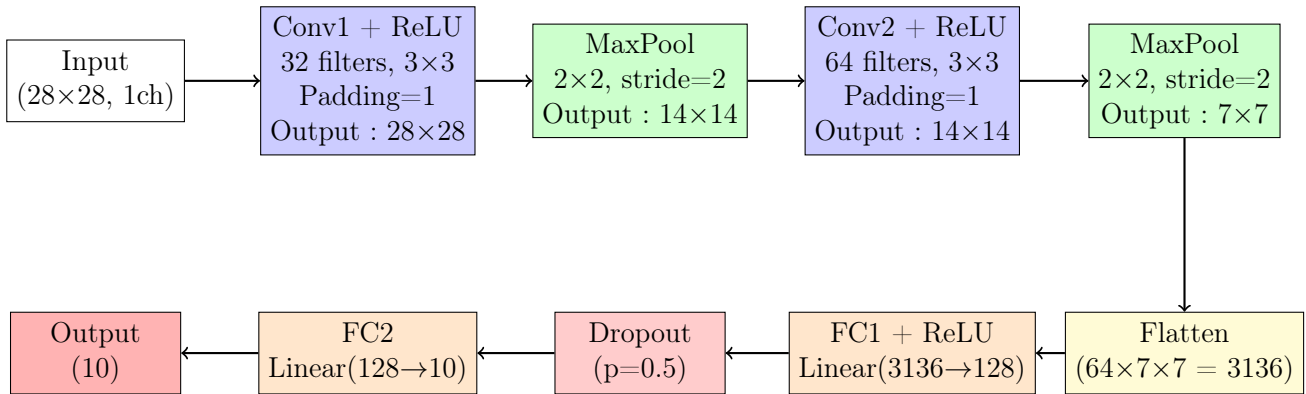 Input
(28×28, 1ch)
Conv1 + ReLU
32 filters, 3×3
Padding=1
Output : 28×28
MaxPool
2×2, stride=2
Output : 14×14
Conv2 + ReLU
64 filters, 3×3
Padding=1
Output : 14×14
MaxPool
2×2, stride=2
Output : 7×7
Flatten
(64×7×7 = 3136)
FC1 + ReLU
Linear(3136→128)
Dropout
(p=0.5)
FC2
Linear(128→10)
Output
(10)